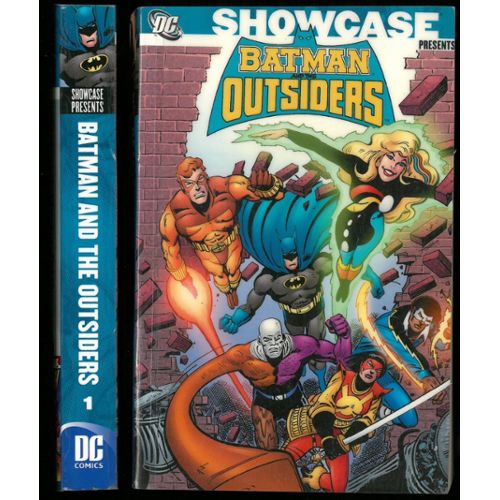 SHOWCASE
PRESENTS
BATMAN AND THE OUTSIDERS
1
DC
COMICS
DC
SHOWCASE
PRESENTS
BATMAN
AND THE
OUTSIDERS